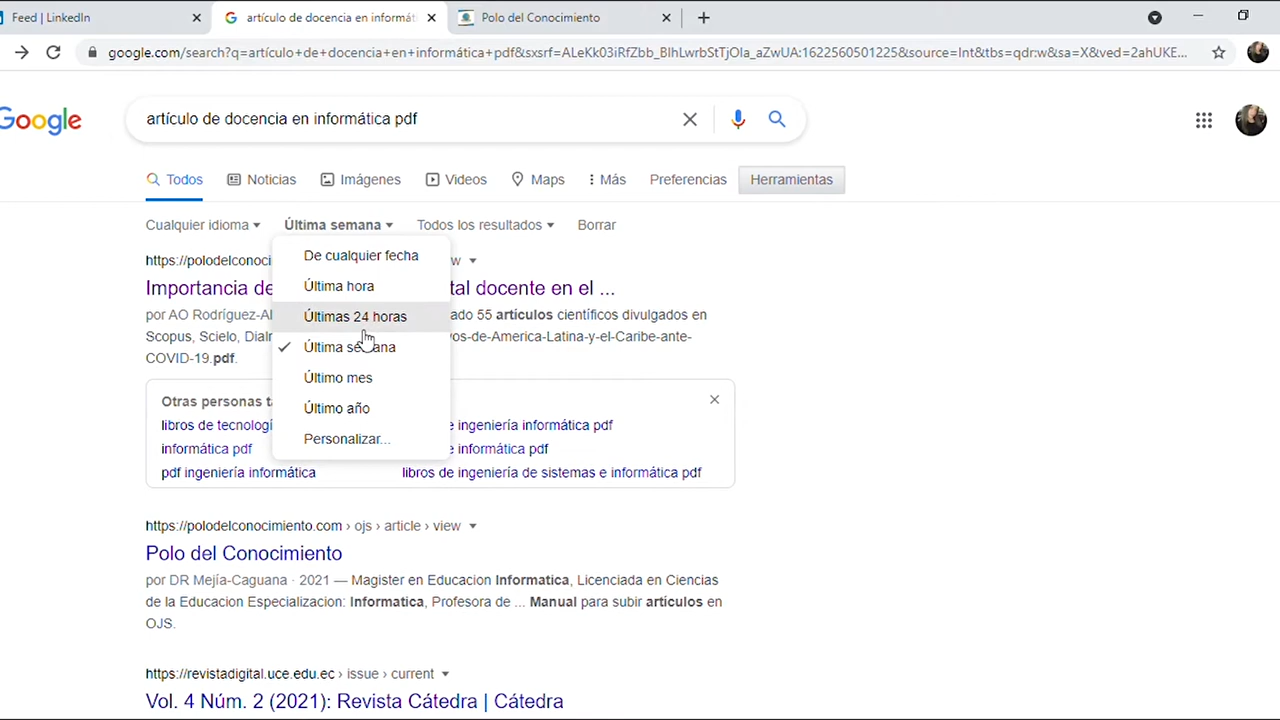 Feed | LinkedIn
artículo de docencia en informáti
Polo del Conocimiento
google.com/search?q=artículo+de+docencia+en+informática+pdf&sxsrf=ALeKk03iRfZbb_BlhLwrbStTjOla_aZwUA:1622560501225&source=lnt&tbs=qdr:w&sa=X&ved=2ahUKE...
Google
artículo de docencia en informática pdf
Todos
Noticias
Imágenes
Videos
Maps
Más
Preferencias
Herramientas
Cualquier idioma
Última semana
Todos los resultados
Borrar
De cualquier fecha
Última hora
Últimas 24 horas
Última semana
Último mes
Último año
Personalizar...
https://polodelconoci
Importancia de tal docente en el ...
por AO Rodríguez-Al ado 55 artículos científicos divulgados en
Scopus, Scielo, Dialn vos-de-America-Latina-y-el-Caribe-ante-
COVID-19.pdf.
Otras personas ta
libros de tecnologí
e ingeniería informática pdf
informática pdf
e informática pdf
pdf ingeniería informática
libros de ingeniería de sistemas e informática pdf
https://polodelconocimiento.com › ojs › article › view
Polo del Conocimiento
por DR Mejía-Caguana · 2021 — Magister en Educacion Informatica, Licenciada en Ciencias
de la Educacion Especializacion: Informatica, Profesora de ... Manual para subir artículos en
OJS.
https://revistadigital.uce.edu.ec › issue › current
Vol. 4 Núm. 2 (2021): Revista Cátedra | Cátedra